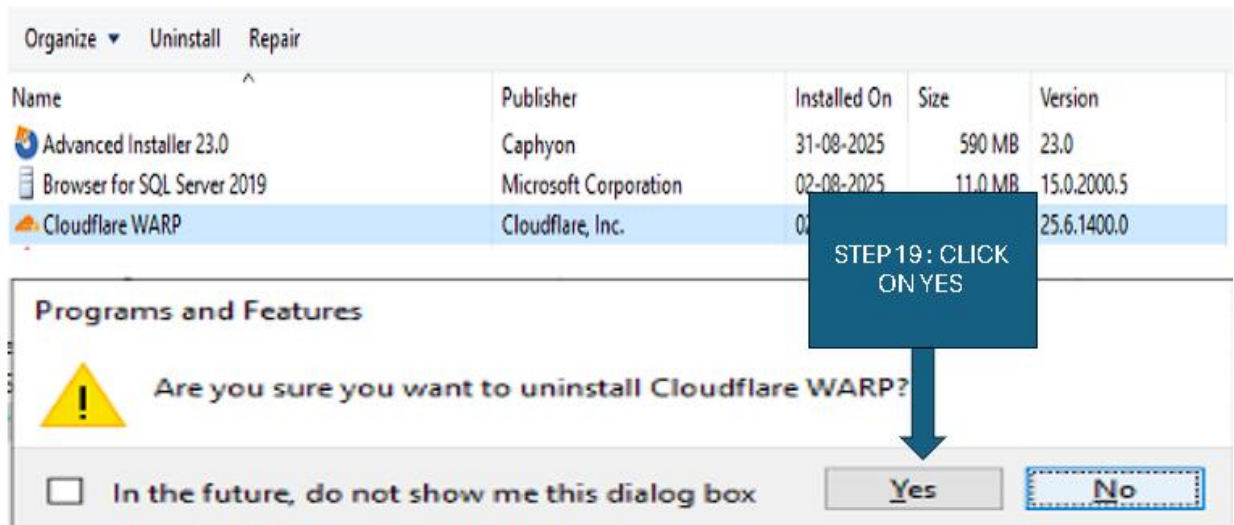 Organize Uninstall Repair
Name Publisher Installed On Size Version
Advanced Installer 23.0 Caphyon 31-08-2025 590 MB 23.0
Browser for SQL Server 2019 Microsoft Corporation 02-08-2025 11.0 MB 15.0.2000.5
Cloudflare WARP Cloudflare, Inc. 25.6.1400.0
STEP 19 : CLICK
ON YES
Programs and Features
Are you sure you want to uninstall Cloudflare WARP?
In the future, do not show me this dialog box Yes No